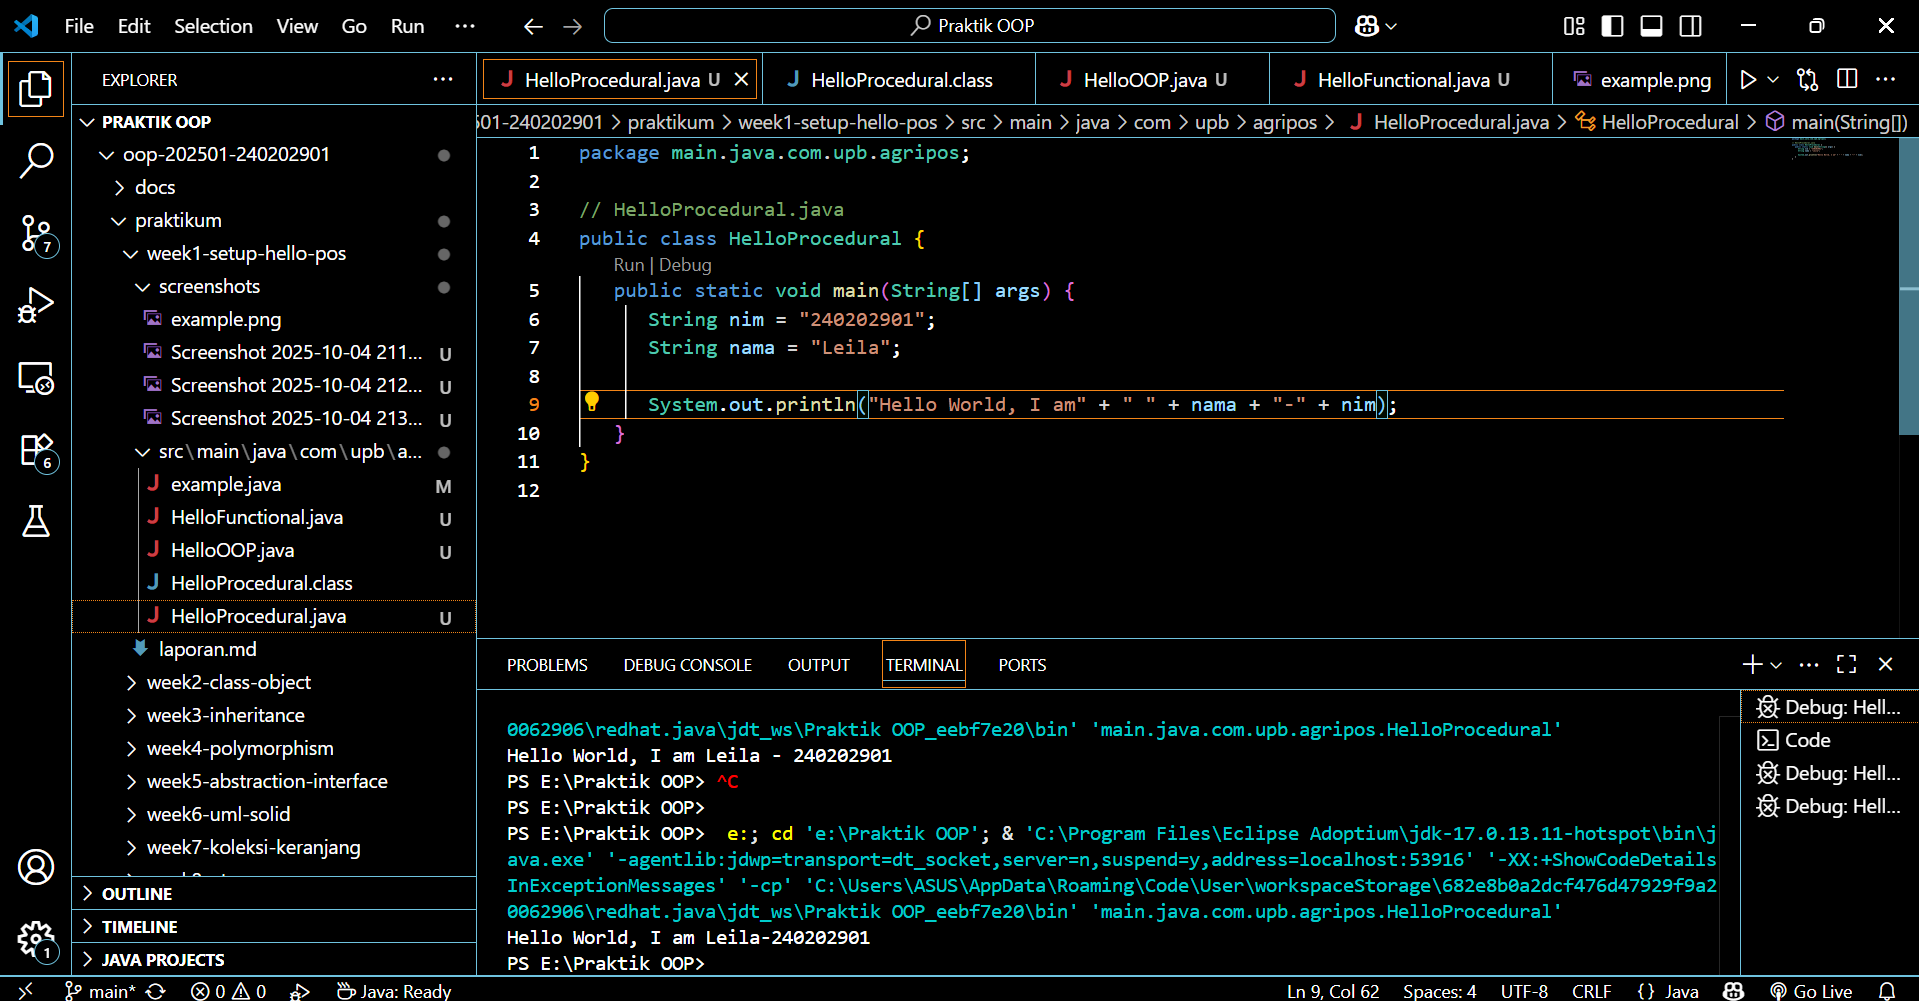 File Edit Selection View Go Run ··· Praktik OOP
EXPLORER ···
PRAKTIK OOP
oop-202501-240202901
docs
praktikum
week1-setup-hello-pos
screenshots
example.png
Screenshot 2025-10-04 211... U
Screenshot 2025-10-04 212... U
Screenshot 2025-10-04 213... U
src\main\java\com\upb\a...
example.java M
HelloFunctional.java U
HelloOOP.java U
HelloProcedural.class
HelloProcedural.java U
laporan.md
week2-class-object
week3-inheritance
week4-polymorphism
week5-abstraction-interface
week6-uml-solid
week7-koleksi-keranjang
OUTLINE
TIMELINE
JAVA PROJECTS
7
6
1
HelloProcedural.java U HelloProcedural.class HelloOOP.java U HelloFunctional.java U example.png
01-240202901 > praktikum > week1-setup-hello-pos > src > main > java > com > upb > agripos > HelloProcedural.java > HelloProcedural > main(String[])
1 package main.java.com.upb.agripos;
2
3 // HelloProcedural.java
4 public class HelloProcedural {
Run | Debug
5 public static void main(String[] args) {
6 String nim = "240202901";
7 String nama = "Leila";
8
9 System.out.println("Hello World, I am" + " " + nama + "-" + nim);
10 }
11 }
12
PROBLEMS DEBUG CONSOLE OUTPUT TERMINAL PORTS
0062906\redhat.java\jdt_ws\Praktik OOP_eebf7e20\bin' 'main.java.com.upb.agripos.HelloProcedural'
Hello World, I am Leila - 240202901
PS E:\Praktik OOP> ^C
PS E:\Praktik OOP>
PS E:\Praktik OOP> e:; cd 'e:\Praktik OOP'; & 'C:\Program Files\Eclipse Adoptium\jdk-17.0.13.11-hotspot\bin\j
ava.exe' '-agentlib:jdwp=transport=dt_socket,server=n,suspend=y,address=localhost:53916' '-XX:+ShowCodeDetails
InExceptionMessages' '-cp' 'C:\Users\ASUS\AppData\Roaming\Code\User\workspaceStorage\682e8b0a2dcf476d47929f9a2
0062906\redhat.java\jdt_ws\Praktik OOP_eebf7e20\bin' 'main.java.com.upb.agripos.HelloProcedural'
Hello World, I am Leila-240202901
PS E:\Praktik OOP>
Debug: Hell...
Code
Debug: Hell...
Debug: Hell...
main* 0 0 Java: Ready Ln 9, Col 62 Spaces: 4 UTF-8 CRLF {} Java Go Live